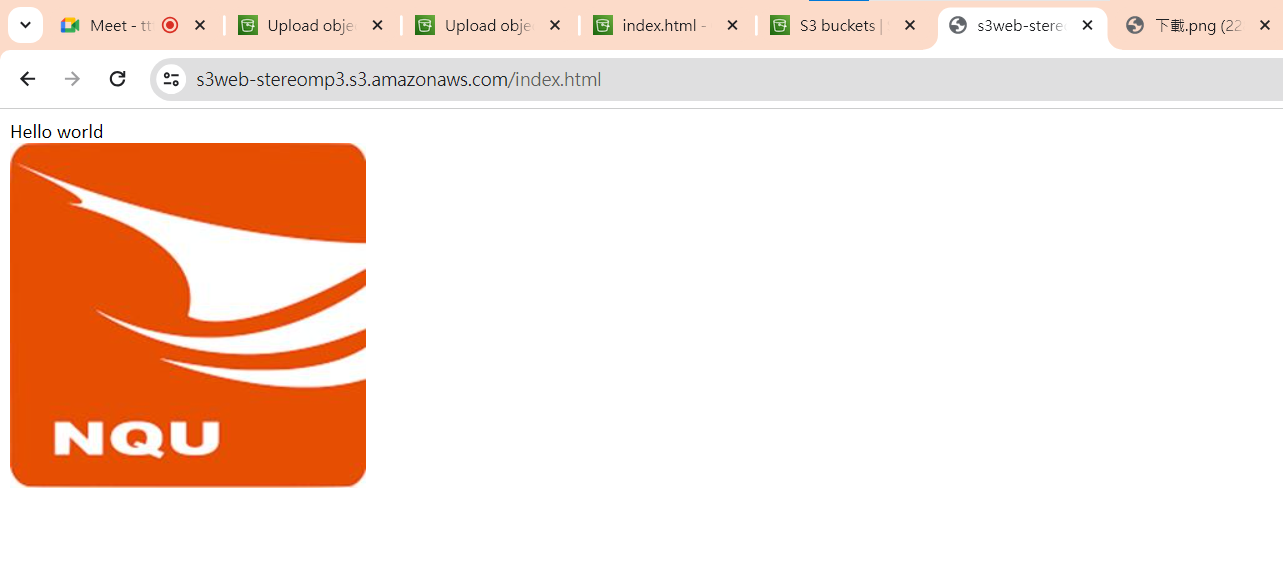 Meet - tt
Upload obje
Upload obje
index.html -
S3 buckets |
s3web-stere
下載.png (22
s3web-stereomp3.s3.amazonaws.com/index.html
Hello world
NQU